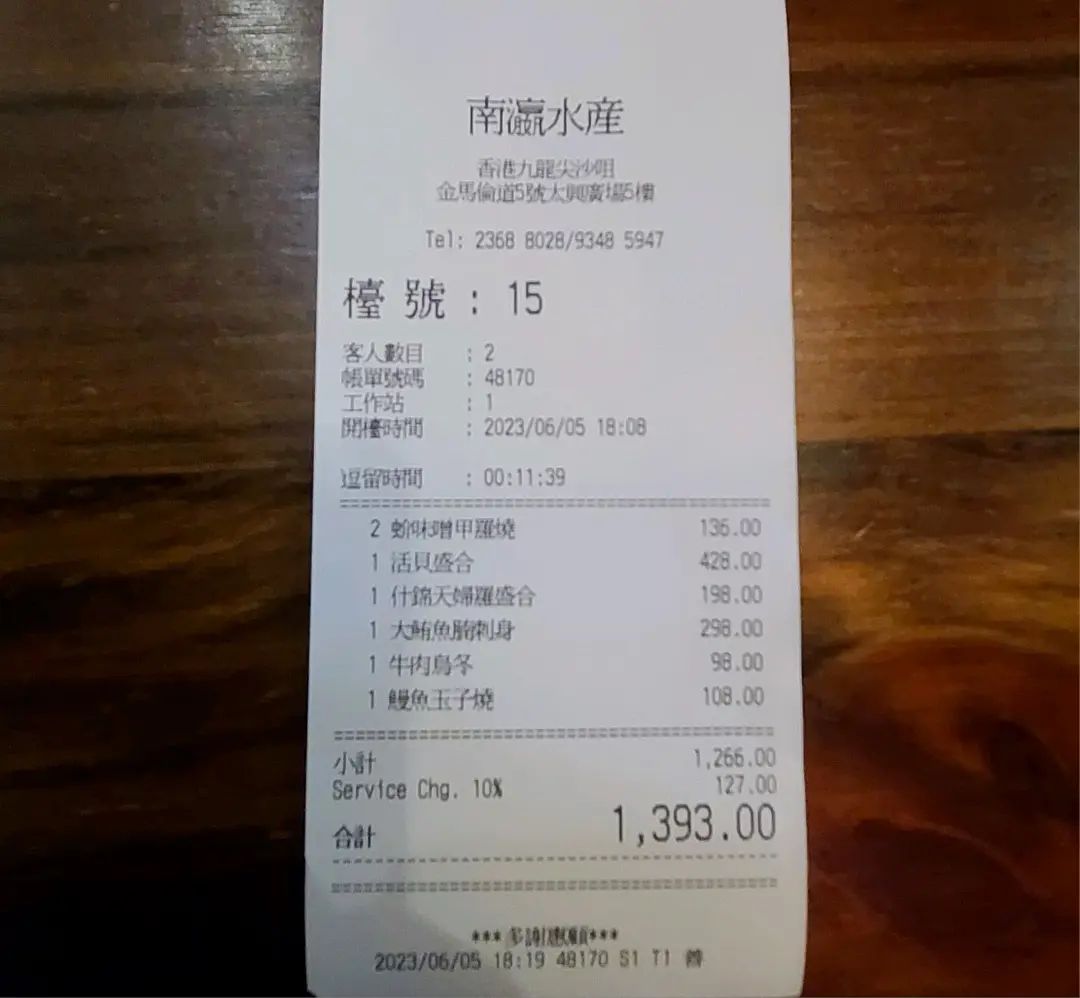 南瀛水産
香港九龍尖沙咀
金馬倫道5號太興廣場5樓
Tel: 2368 8028/9348 5947
檯 號 : 15
客人數目 : 2
帳單號碼 : 48170
工作站 : 1
開檯時間 : 2023/06/05 18:08
逗留時間 : 00:11:39
2 蚧味噌甲羅燒 136.00
1 活貝盛合 428.00
1 什錦天婦羅盛合 198.00
1 大鮪魚腩刺身 298.00
1 牛肉烏冬 98.00
1 鰻魚玉子燒 108.00
小計 1,266.00
Service Chg. 10% 127.00
合計 1,393.00
*** 多謝惠顧***
2023/06/05 18:19 48170 S1 T1